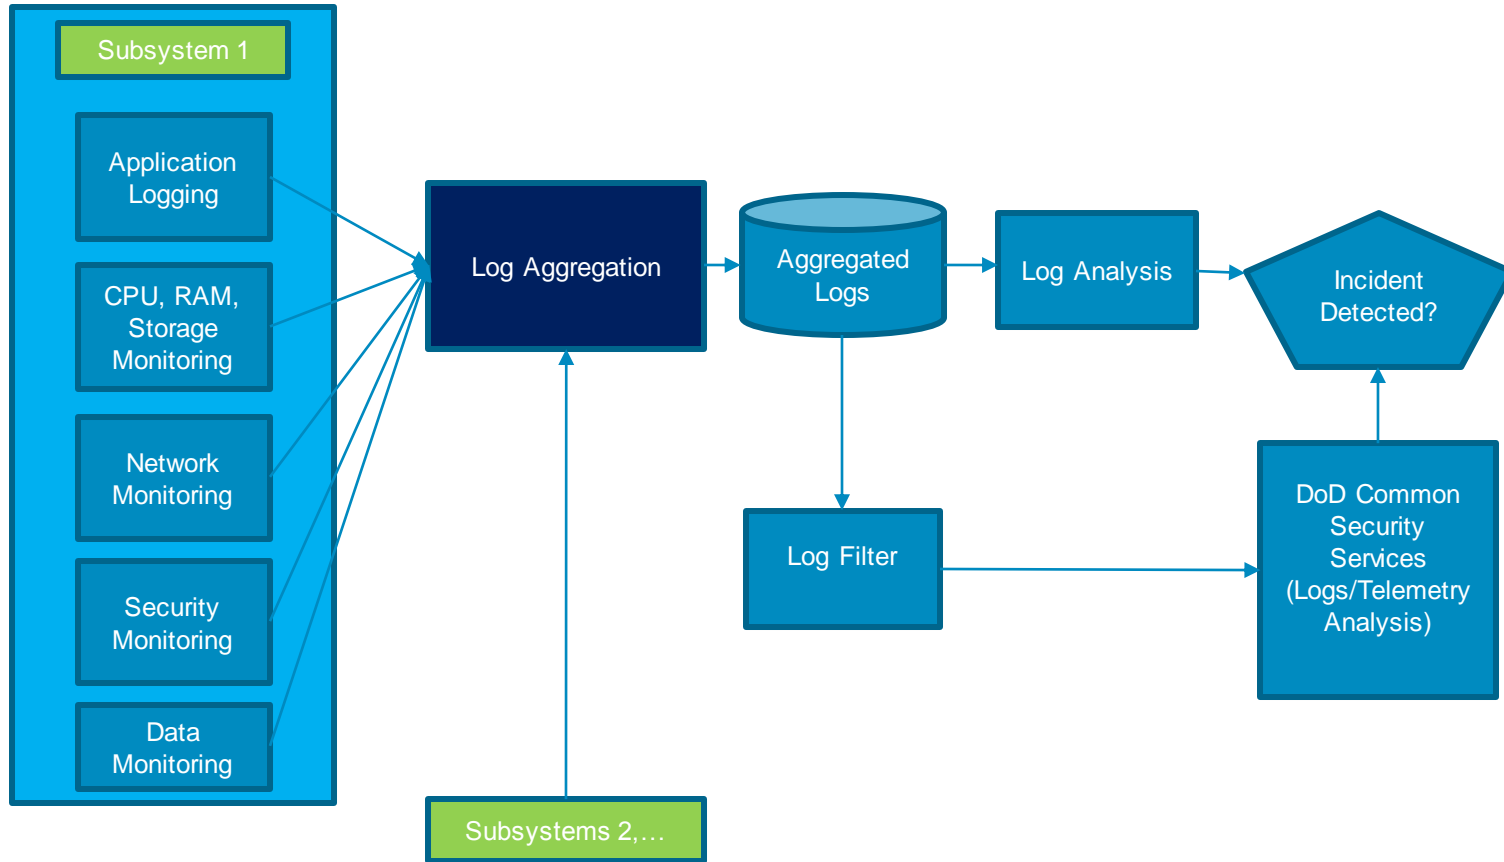 Subsystem 1
Application
Logging
CPU, RAM,
Storage
Monitoring
Network
Monitoring
Security
Monitoring
Data
Monitoring
Log Aggregation
Subsystems 2,...
Aggregated
Logs
Log Analysis
Incident
Detected?
Log Filter
DoD Common
Security
Services
(Logs/Telemetry
Analysis)